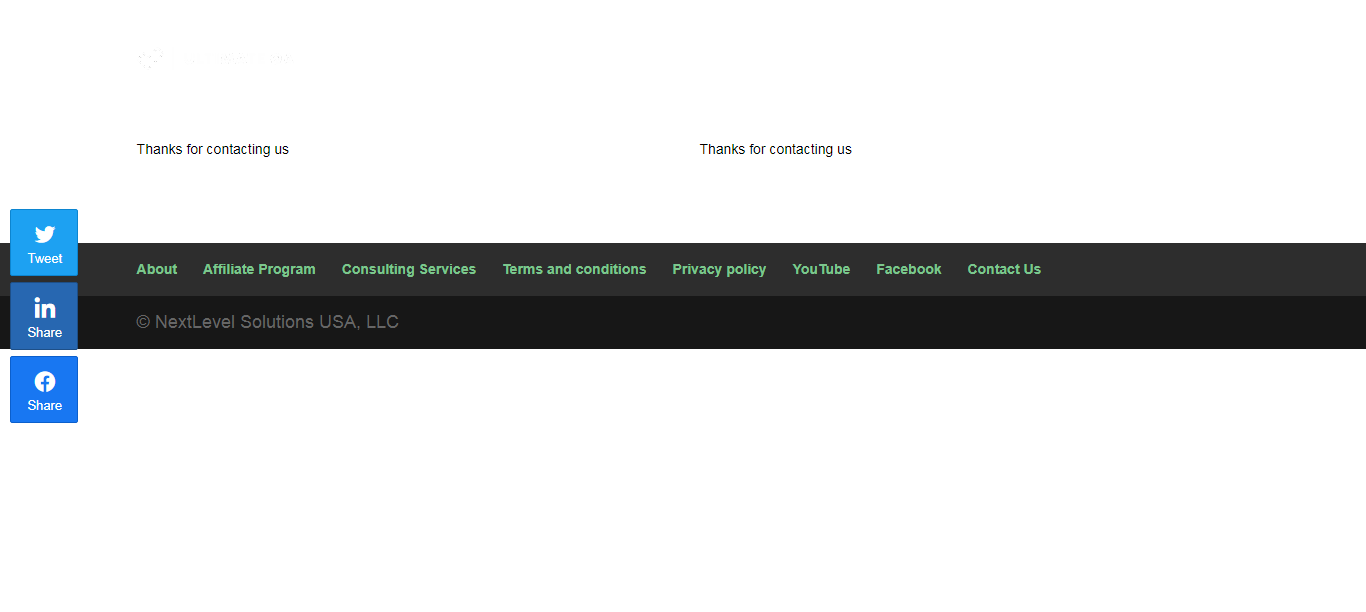 Thanks for contacting us
Thanks for contacting us
Tweet
Share
Share
About Affiliate Program Consulting Services Terms and conditions Privacy policy YouTube Facebook Contact Us
© NextLevel Solutions USA, LLC